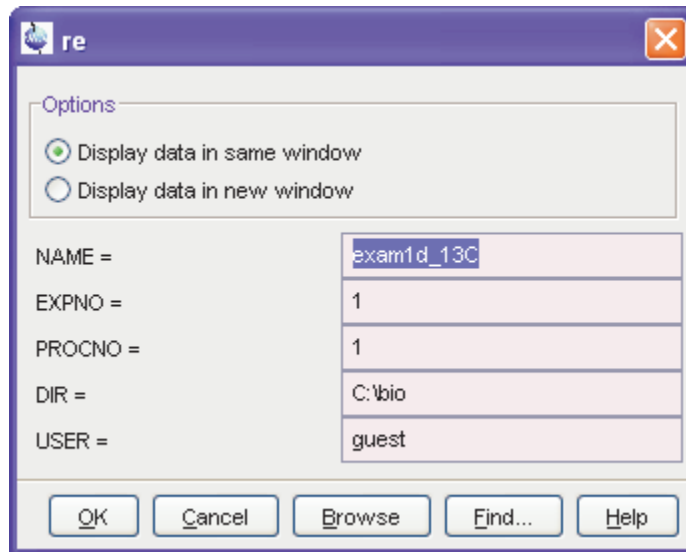 re
Options
Display data in same window
Display data in new window
NAME = exam1d_13C
EXPNO = 1
PROCNO = 1
DIR = C:\bio
USER = guest
OK Cancel Browse Find... Help